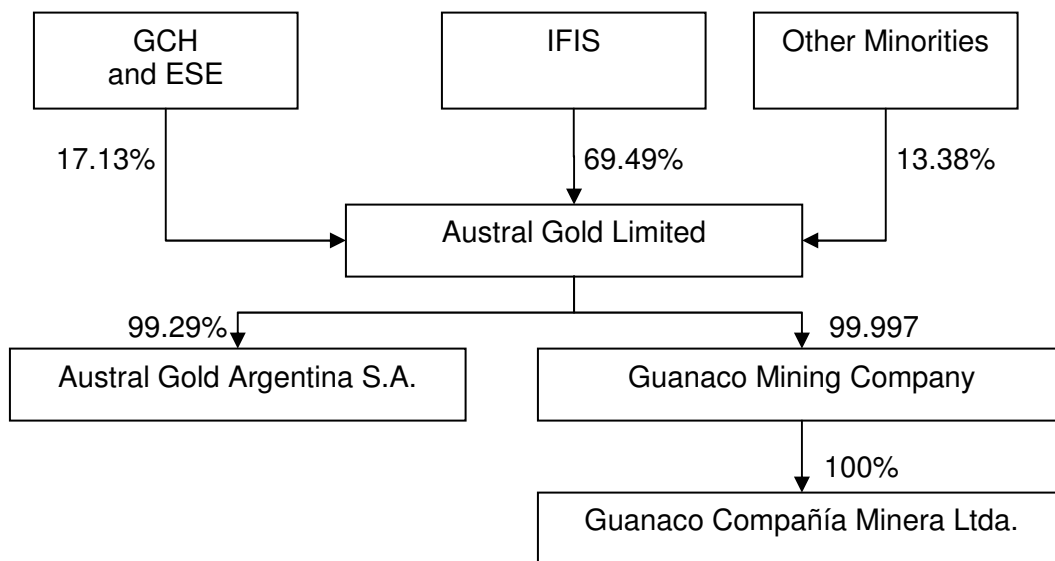 GCH
and ESE
IFIS
Other Minorities
17.13%
69.49%
13.38%
Austral Gold Limited
99.29%
99.997
Austral Gold Argentina S.A.
Guanaco Mining Company
100%
Guanaco Compañía Minera Ltda.